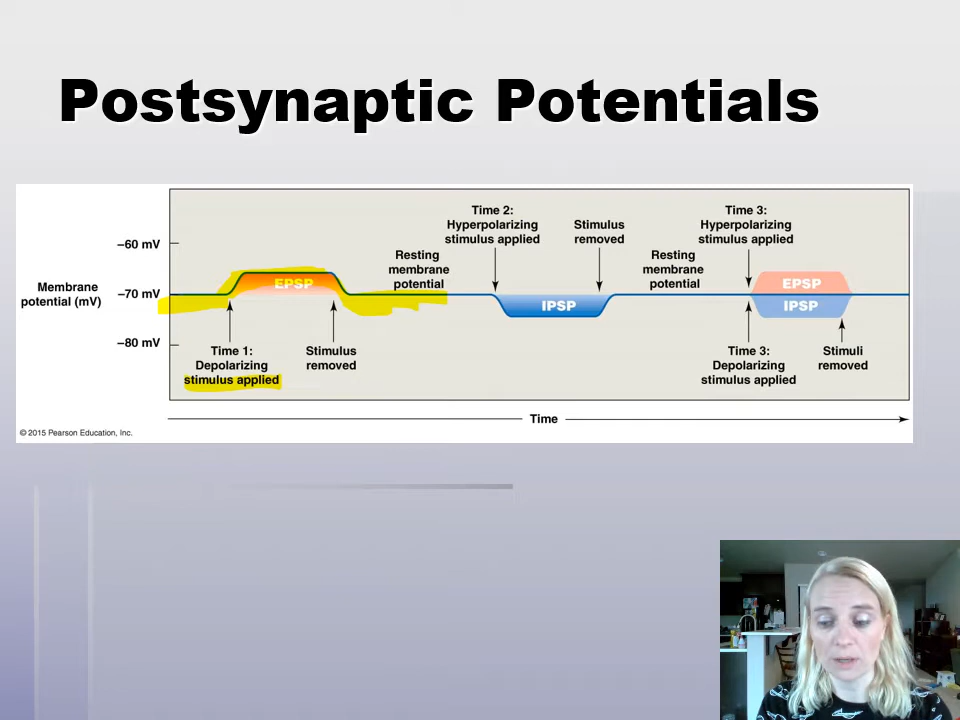 Postsynaptic Potentials
Time 2:
Hyperpolarizing
stimulus applied
Stimulus
removed
Time 3:
Hyperpolarizing
stimulus applied
–60 mV
Resting
membrane
potential
Resting
membrane
potential
Membrane
potential (mV)
–70 mV
EPSP
IPSP
EPSP
IPSP
–80 mV
Time 1:
Depolarizing
stimulus applied
Stimulus
removed
Time 3:
Depolarizing
stimulus applied
Stimuli
removed
Time
© 2015 Pearson Education, Inc.